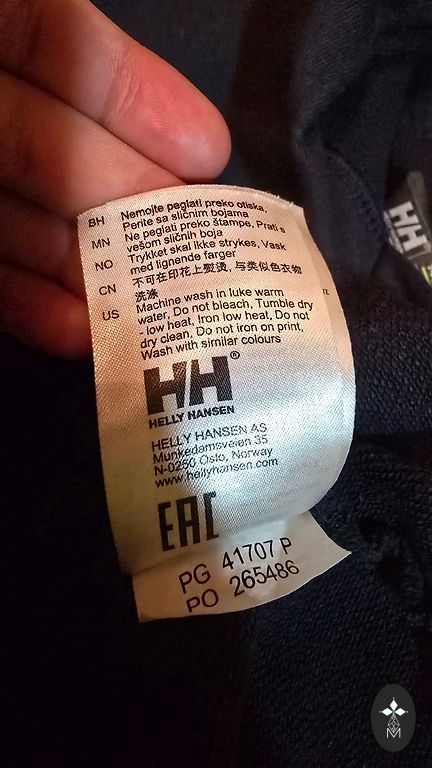 BH Nemojte peglati preko otiska,
Perite sa sličnim bojama
MN Ne peglati preko štampe, Prati s
vešom sličnih boja
NO Trykket skal ikke strykes, Vask
med lignende farger
CN 不可在印花上熨烫, 与类似色衣物
洗涤
US Machine wash in luke warm
water, Do not bleach, Tumble dry
- low heat, Iron low heat, Do not
dry clean, Do not iron on print,
Wash with similar colours
HH®
HELLY HANSEN
HELLY HANSEN AS
Munkedamsveien 35
N-0250 Oslo, Norway
www.hellyhansen.com
EAC
PG 41707 P
PO 265486
HH
M